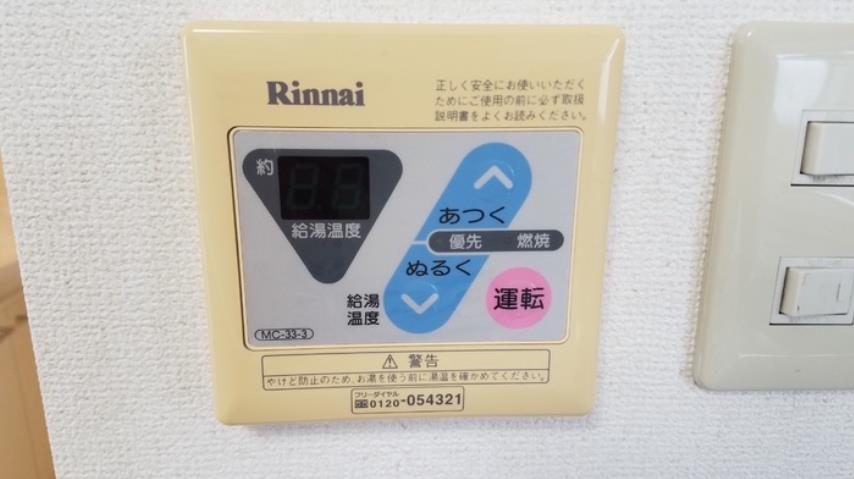 Rinnai
正しく安全にお使いいただく
ためにご使用の前に必ず取扱
説明書をよくお読みください。
約
給湯温度
あつく
優先 燃焼
ぬるく
給湯
温度
運転
MC-33-3
⚠ 警告
やけど防止のため、お湯を使う前に湯温を確かめてください。
フリーダイヤル
0120-054321